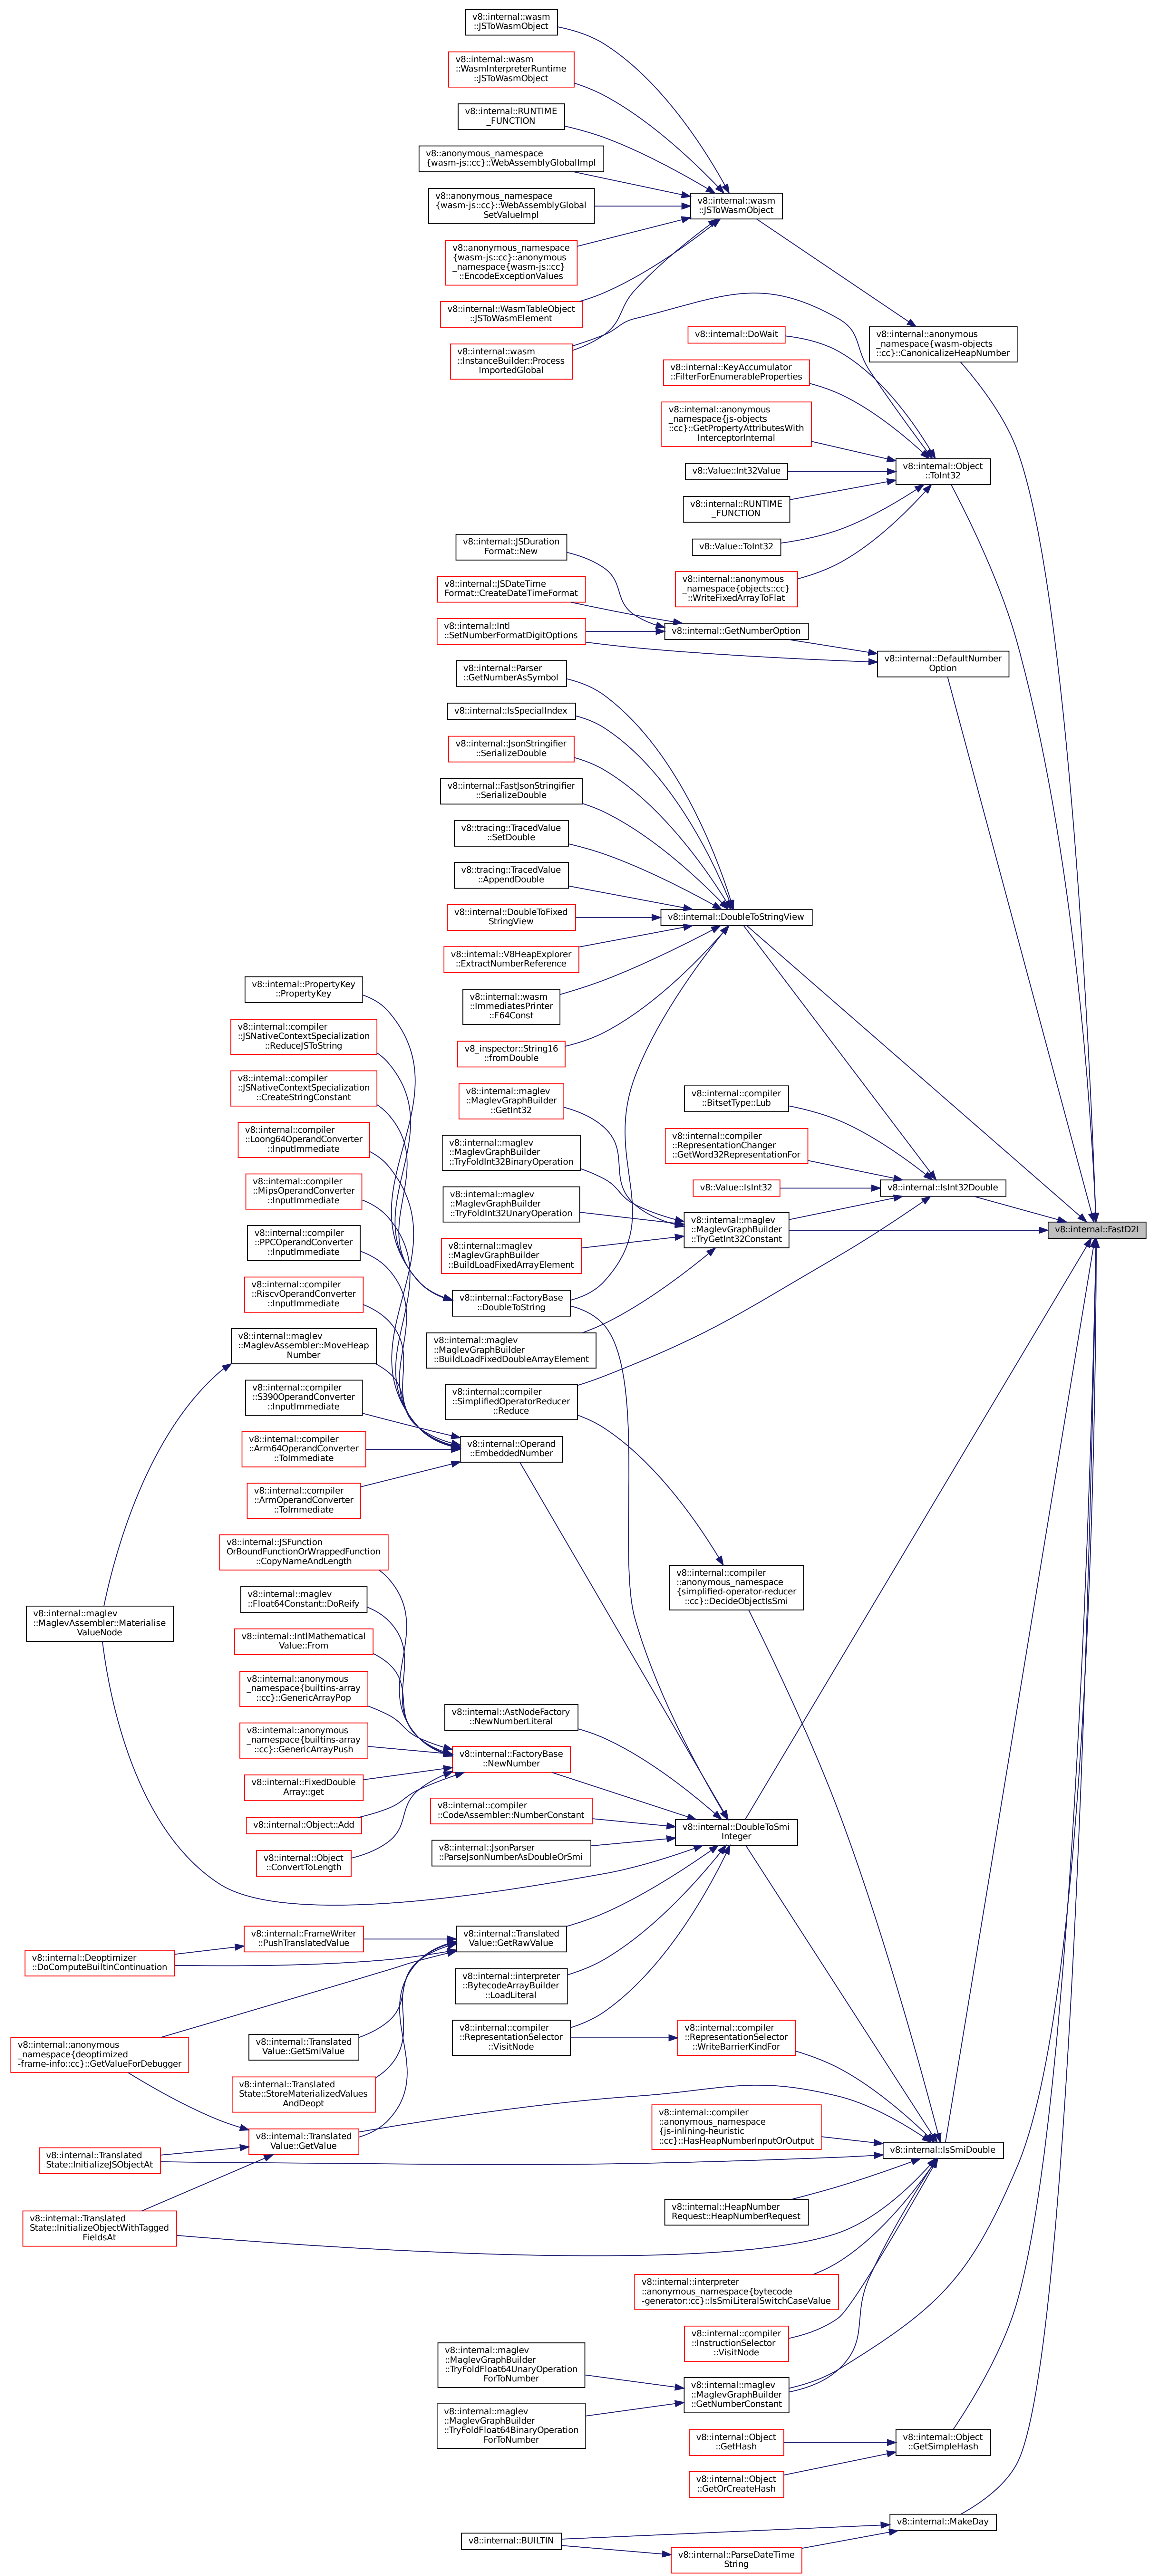 v8::internal::wasm
::JSToWasmObject
v8::internal::wasm
::WasmInterpreterRuntime
::JSToWasmObject
v8::internal::RUNTIME
_FUNCTION
v8::anonymous_namespace
{wasm-js::cc}::WebAssemblyGlobalImpl
v8::anonymous_namespace
{wasm-js::cc}::WebAssemblyGlobal
SetValueImpl
v8::internal::wasm
::JSToWasmObject
v8::anonymous_namespace
{wasm-js::cc}::anonymous
_namespace{wasm-js::cc}
::EncodeExceptionValues
v8::internal::WasmTableObject
::JSToWasmElement
v8::internal::wasm
::InstanceBuilder::Process
ImportedGlobal
v8::internal::DoWait
v8::internal::anonymous
_namespace{wasm-objects
::cc}::CanonicalizeHeapNumber
v8::internal::KeyAccumulator
::FilterForEnumerableProperties
v8::internal::anonymous
_namespace{js-objects
::cc}::GetPropertyAttributesWith
InterceptorInternal
v8::Value::Int32Value
v8::internal::Object
::ToInt32
v8::internal::RUNTIME
_FUNCTION
v8::Value::ToInt32
v8::internal::JSDuration
Format::New
v8::internal::JSDateTime
Format::CreateDateTimeFormat
v8::internal::anonymous
_namespace{objects::cc}
::WriteFixedArrayToFlat
v8::internal::Intl
::SetNumberFormatDigitOptions
v8::internal::GetNumberOption
v8::internal::DefaultNumber
Option
v8::internal::Parser
::GetNumberAsSymbol
v8::internal::IsSpecialIndex
v8::internal::JsonStringifier
::SerializeDouble
v8::internal::FastJsonStringifier
::SerializeDouble
v8::tracing::TracedValue
::SetDouble
v8::tracing::TracedValue
::AppendDouble
v8::internal::DoubleToFixed
StringView
v8::internal::DoubleToStringView
v8::internal::V8HeapExplorer
::ExtractNumberReference
v8::internal::PropertyKey
::PropertyKey
v8::internal::wasm
::ImmediatesPrinter
::F64Const
v8::internal::compiler
::JSNativeContextSpecialization
::ReduceJSToString
v8_inspector::String16
::fromDouble
v8::internal::compiler
::JSNativeContextSpecialization
::CreateStringConstant
v8::internal::maglev
::MaglevGraphBuilder
::GetInt32
v8::internal::compiler
::BitsetType::Lub
v8::internal::compiler
::Loong64OperandConverter
::InputImmediate
v8::internal::maglev
::MaglevGraphBuilder
::TryFoldInt32BinaryOperation
v8::internal::compiler
::RepresentationChanger
::GetWord32RepresentationFor
v8::internal::compiler
::MipsOperandConverter
::InputImmediate
v8::internal::maglev
::MaglevGraphBuilder
::TryFoldInt32UnaryOperation
v8::Value::IsInt32
v8::internal::IsInt32Double
v8::internal::compiler
::PPCOperandConverter
::InputImmediate
v8::internal::maglev
::MaglevGraphBuilder
::BuildLoadFixedArrayElement
v8::internal::maglev
::MaglevGraphBuilder
::TryGetInt32Constant
v8::internal::FastD2I
v8::internal::compiler
::RiscvOperandConverter
::InputImmediate
v8::internal::FactoryBase
::DoubleToString
v8::internal::maglev
::MaglevAssembler::MoveHeap
Number
v8::internal::maglev
::MaglevGraphBuilder
::BuildLoadFixedDoubleArrayElement
v8::internal::compiler
::S390OperandConverter
::InputImmediate
v8::internal::compiler
::SimplifiedOperatorReducer
::Reduce
v8::internal::compiler
::Arm64OperandConverter
::ToImmediate
v8::internal::Operand
::EmbeddedNumber
v8::internal::compiler
::ArmOperandConverter
::ToImmediate
v8::internal::JSFunction
OrBoundFunctionOrWrappedFunction
::CopyNameAndLength
v8::internal::compiler
::anonymous_namespace
{simplified-operator-reducer
::cc}::DecideObjectIsSmi
v8::internal::maglev
::Float64Constant::DoReify
v8::internal::maglev
::MaglevAssembler::Materialise
ValueNode
v8::internal::IntlMathematical
Value::From
v8::internal::anonymous
_namespace{builtins-array
::cc}::GenericArrayPop
v8::internal::AstNodeFactory
::NewNumberLiteral
v8::internal::anonymous
_namespace{builtins-array
::cc}::GenericArrayPush
v8::internal::FactoryBase
::NewNumber
v8::internal::FixedDouble
Array::get
v8::internal::compiler
::CodeAssembler::NumberConstant
v8::internal::Object::Add
v8::internal::DoubleToSmi
Integer
v8::internal::JsonParser
::ParseJsonNumberAsDoubleOrSmi
v8::internal::Object
::ConvertToLength
v8::internal::FrameWriter
::PushTranslatedValue
v8::internal::Translated
Value::GetRawValue
v8::internal::Deoptimizer
::DoComputeBuiltinContinuation
v8::internal::interpreter
::BytecodeArrayBuilder
::LoadLiteral
v8::internal::compiler
::RepresentationSelector
::VisitNode
v8::internal::compiler
::RepresentationSelector
::WriteBarrierKindFor
v8::internal::anonymous
_namespace{deoptimized
-frame-info::cc}::GetValueForDebugger
v8::internal::Translated
Value::GetSmiValue
v8::internal::Translated
State::StoreMaterializedValues
AndDeopt
v8::internal::compiler
::anonymous_namespace
{js-inlining-heuristic
::cc}::HasHeapNumberInputOrOutput
v8::internal::Translated
Value::GetValue
v8::internal::IsSmiDouble
v8::internal::Translated
State::InitializeJSObjectAt
v8::internal::HeapNumber
Request::HeapNumberRequest
v8::internal::Translated
State::InitializeObjectWithTagged
FieldsAt
v8::internal::interpreter
::anonymous_namespace{bytecode
-generator::cc}::IsSmiLiteralSwitchCaseValue
v8::internal::compiler
::InstructionSelector
::VisitNode
v8::internal::maglev
::MaglevGraphBuilder
::TryFoldFloat64UnaryOperation
ForToNumber
v8::internal::maglev
::MaglevGraphBuilder
::GetNumberConstant
v8::internal::maglev
::MaglevGraphBuilder
::TryFoldFloat64BinaryOperation
ForToNumber
v8::internal::Object
::GetHash
v8::internal::Object
::GetSimpleHash
v8::internal::Object
::GetOrCreateHash
v8::internal::MakeDay
v8::internal::BUILTIN
v8::internal::ParseDateTime
String